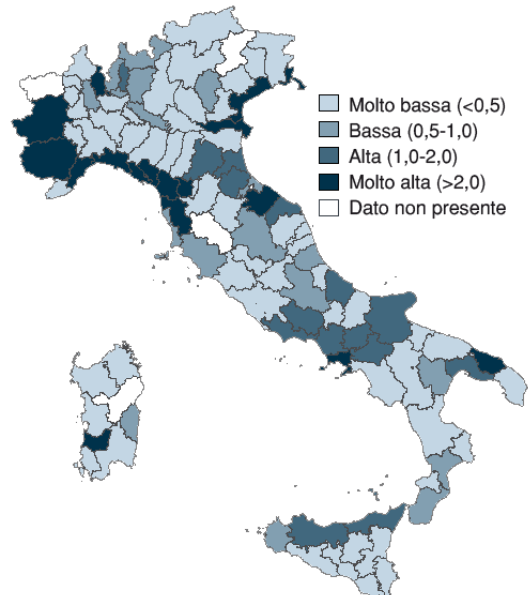 Molto bassa (<0,5)
Bassa (0,5-1,0)
Alta (1,0-2,0)
Molto alta (>2,0)
Dato non presente